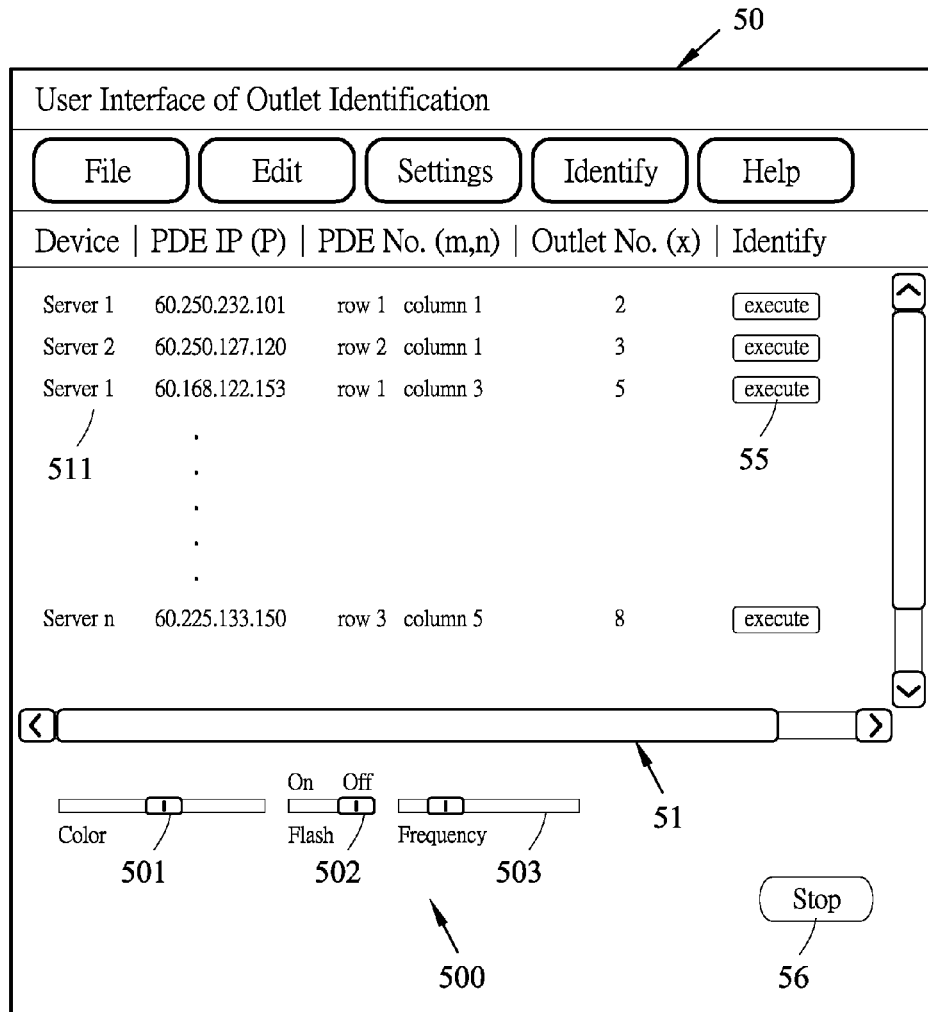 50
User Interface of Outlet Identification
File Edit Settings Identify Help
Device | PDE IP (P) | PDE No. (m,n) | Outlet No. (x) | Identify
Server 1 60.250.232.101 row 1 column 1 2 execute
Server 2 60.250.127.120 row 2 column 1 3 execute
Server 1 60.168.122.153 row 1 column 3 5 execute
511 55
.
.
.
.
.
Server n 60.225.133.150 row 3 column 5 8 execute
51
On Off
Color Flash Frequency
501 502 503
Stop
500 56